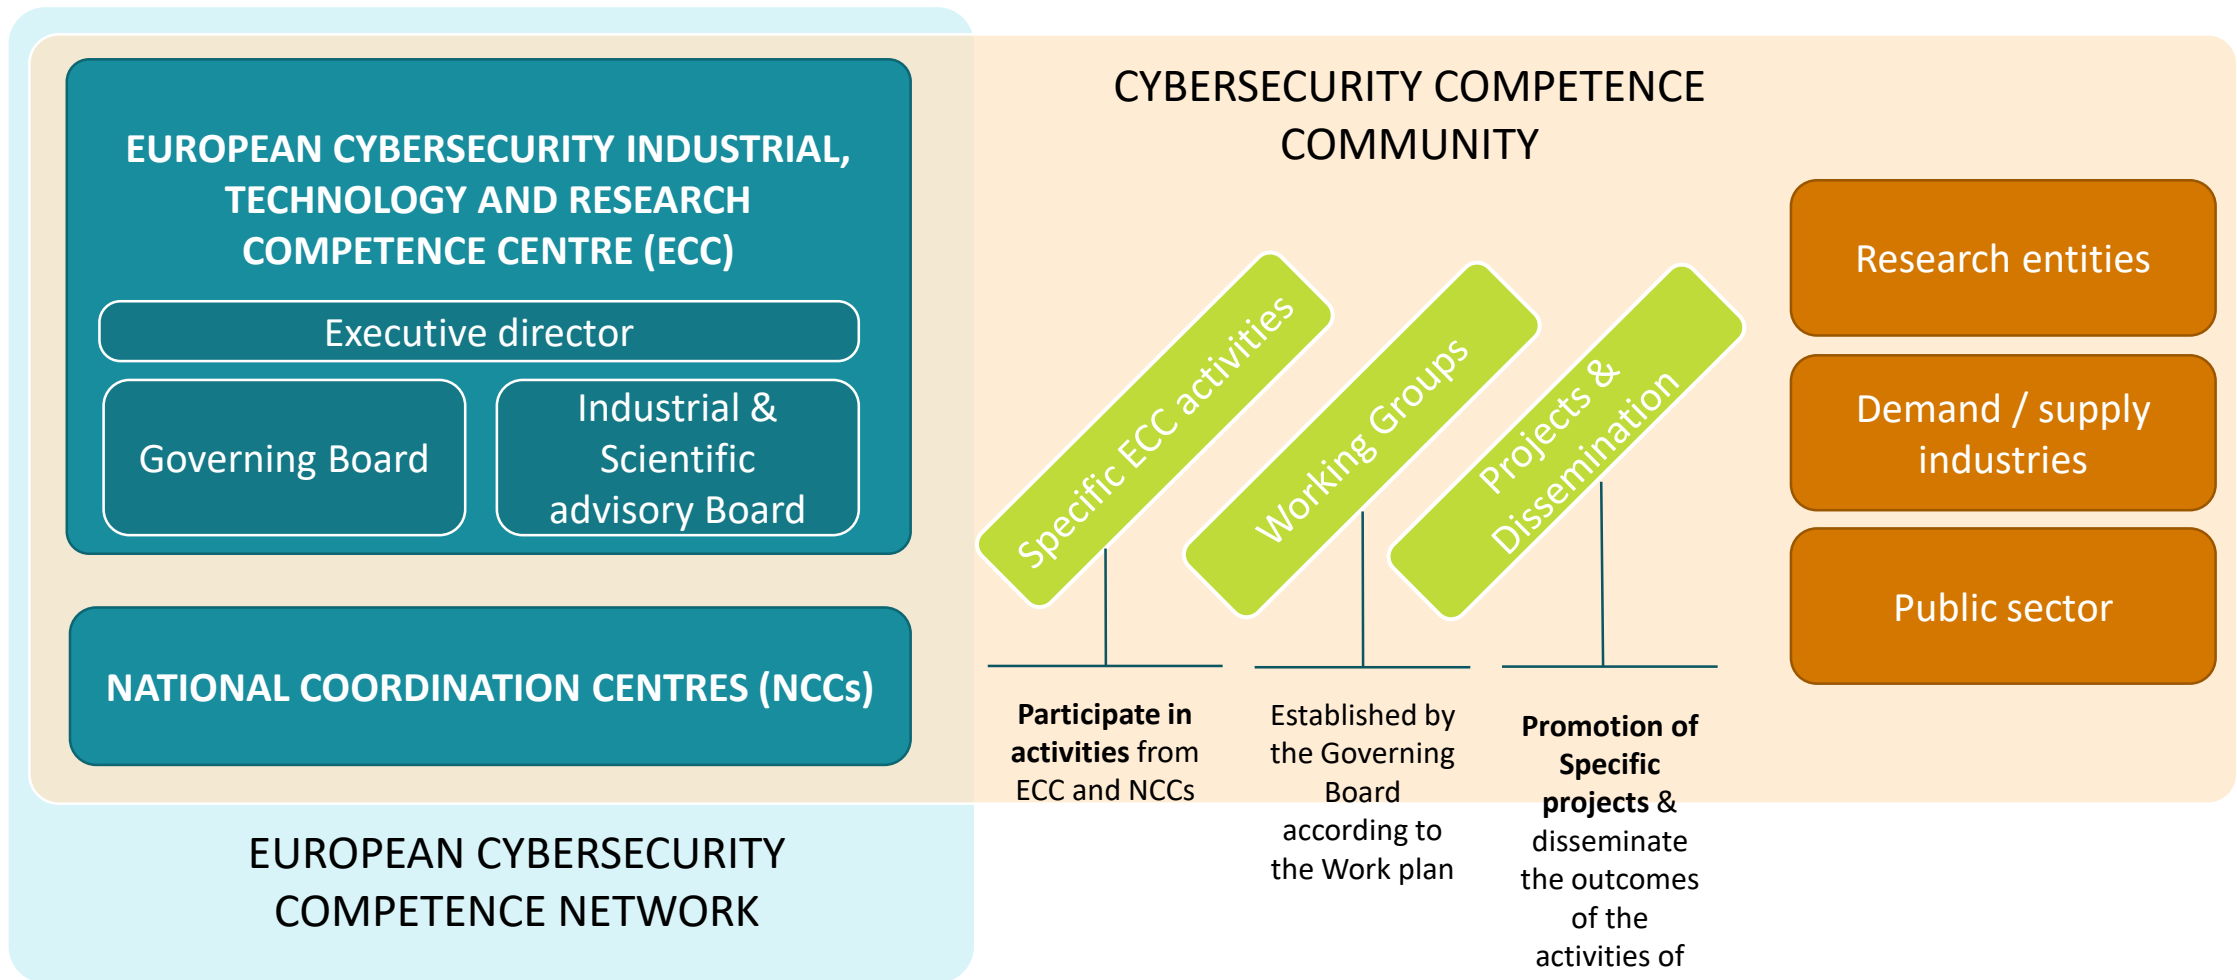 EUROPEAN CYBERSECURITY INDUSTRIAL,
TECHNOLOGY AND RESEARCH
COMPETENCE CENTRE (ECC)
Executive director
Governing Board
Industrial &
Scientific
advisory Board
NATIONAL COORDINATION CENTRES (NCCs)
EUROPEAN CYBERSECURITY
COMPETENCE NETWORK
CYBERSECURITY COMPETENCE
COMMUNITY
Specific ECC activities
Working Groups
Projects &
Dissemination
Participate in
activities from
ECC and NCCs
Established by
the Governing
Board
according to
the Work plan
Promotion of
Specific
projects &
disseminate
the outcomes
of the
activities of
Research entities
Demand / supply
industries
Public sector